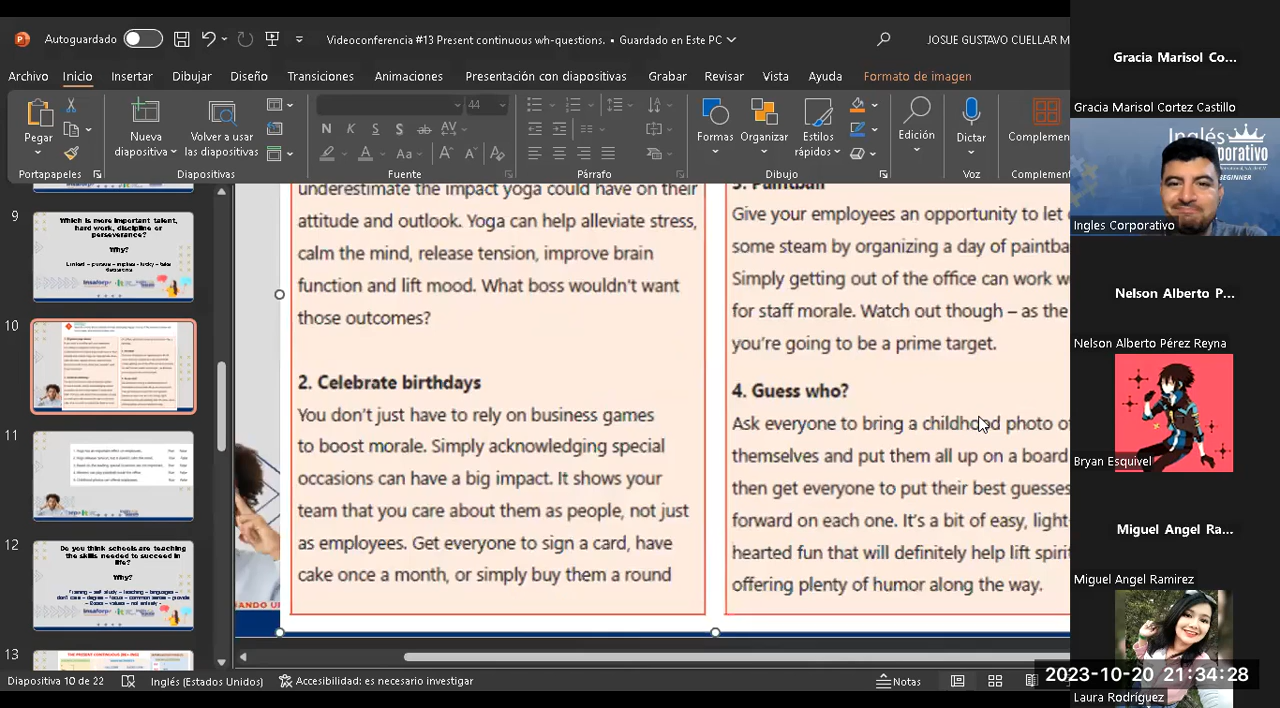 Autoguardado
Videoconferencia #13 Present continuous wh-questions. • Guardado en Este PC
JOSUE GUSTAVO CUELLAR M
Archivo Inicio Insertar Dibujar Diseño Transiciones Animaciones Presentación con diapositivas Grabar Revisar Vista Ayuda Formato de imagen
Pegar
Portapapeles
Nueva diapositiva
Volver a usar las diapositivas
Diapositivas
44
N K S S ab AV
Aa A A
Fuente
Párrafo
Formas Organizar Estilos rápidos
Dibujo
Edición
Dictar
Voz
Complemen
Complement
9
Which is more important talent,
hard work, discipline or
perseverance?
Why?
10
11
12
Do you think schools are teaching
the skills needed to succeed in
life?
Why?
13
underestimate the impact yoga could have on their
attitude and outlook. Yoga can help alleviate stress,
calm the mind, release tension, improve brain
function and lift mood. What boss wouldn't want
those outcomes?
2. Celebrate birthdays
You don't just have to rely on business games
to boost morale. Simply acknowledging special
occasions can have a big impact. It shows your
team that you care about them as people, not just
as employees. Get everyone to sign a card, have
cake once a month, or simply buy them a round
3. Paintball
Give your employees an opportunity to let
some steam by organizing a day of paintba
Simply getting out of the office can work w
for staff morale. Watch out though – as the
you're going to be a prime target.
4. Guess who?
Ask everyone to bring a childhood photo of
themselves and put them all up on a board
then get everyone to put their best guesses
forward on each one. It's a bit of easy, light-
hearted fun that will definitely help lift spiri
offering plenty of humor along the way.
Diapositiva 10 de 22
Inglés (Estados Unidos)
Accesibilidad: es necesario investigar
Notas
Gracia Marisol Co...
Gracia Marisol Cortez Castillo
Inglés
orporativo
BEGINNER
Ingles Corporativo
Nelson Alberto P...
Nelson Alberto Pérez Reyna
Bryan Esquivel
Miguel Angel Ra...
Miguel Angel Ramirez
2023-10-20 21:34:28
Laura Rodríguez